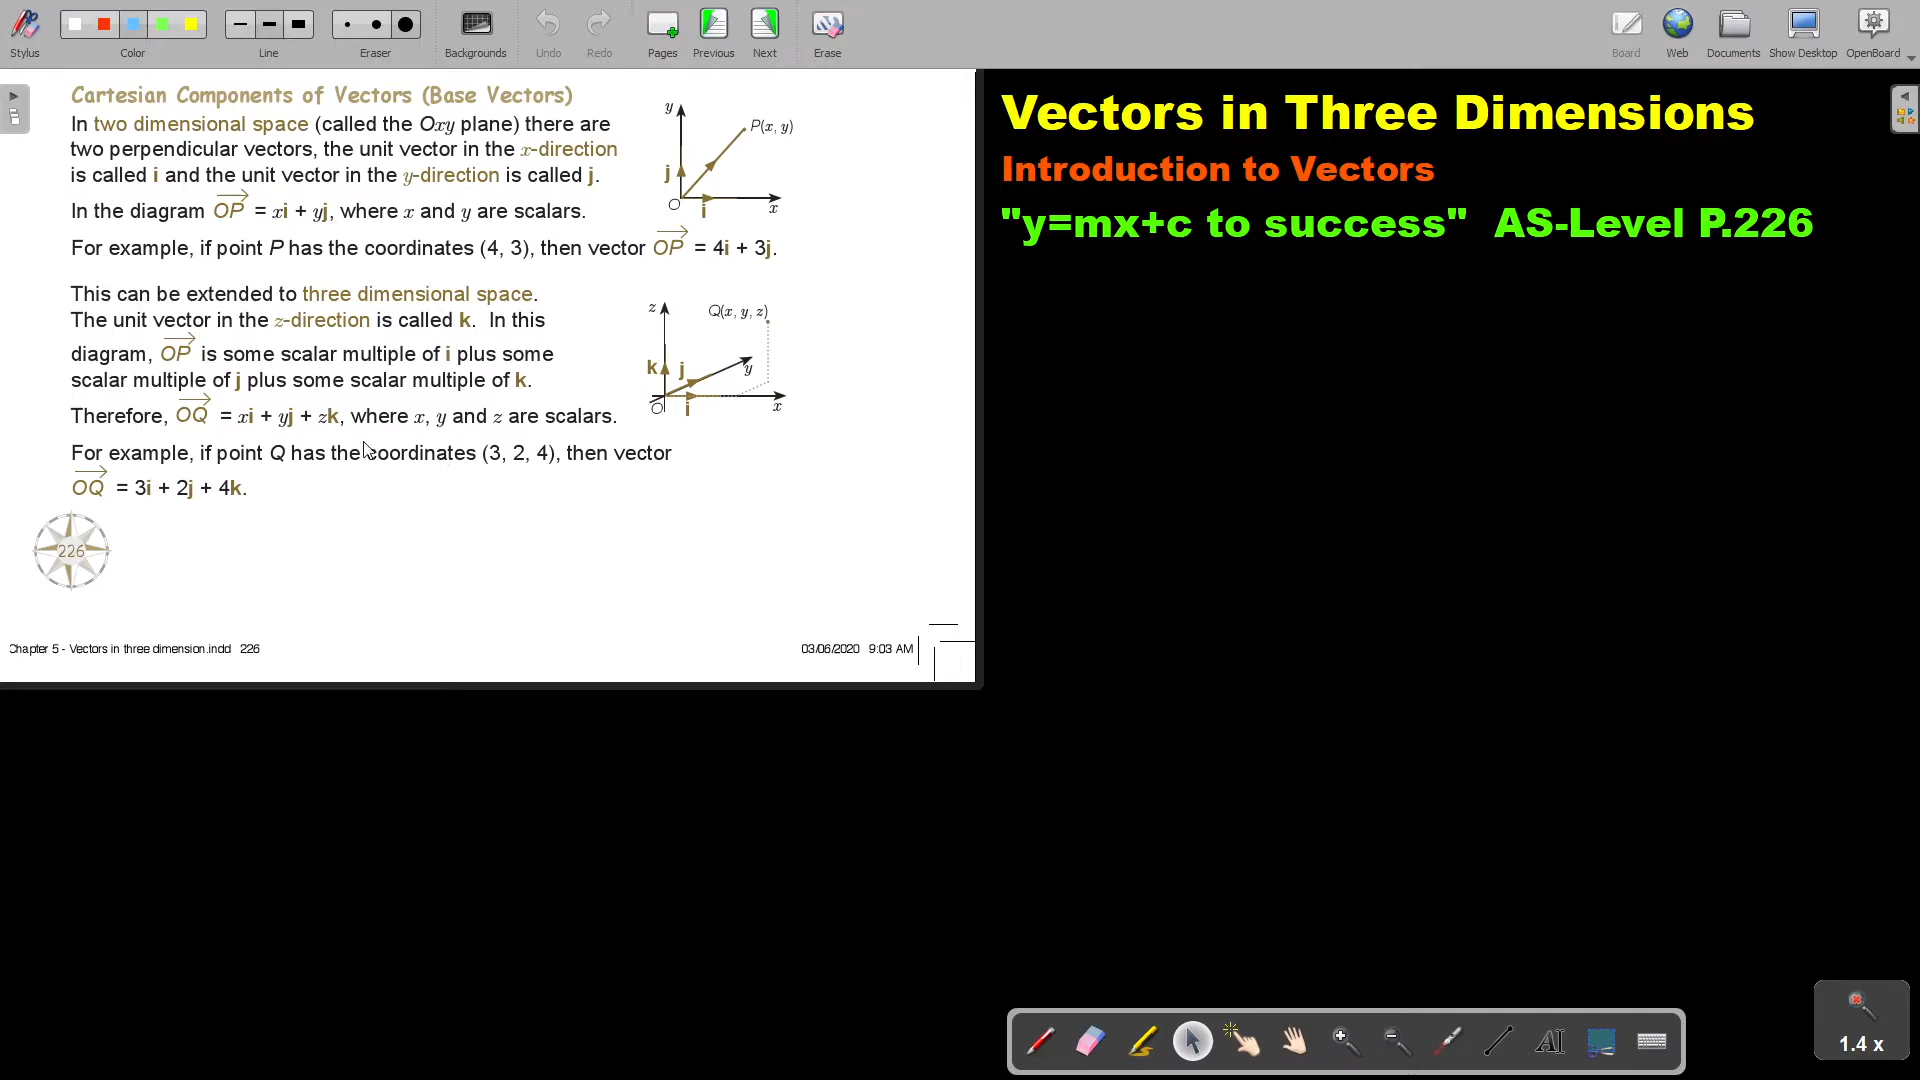 Stylus
Color
Line
Eraser
Backgrounds
Undo
Redo
Pages
Previous
Next
Erase
Board
Web
Documents
Show Desktop
OpenBoard
Cartesian Components of Vectors (Base Vectors)
In two dimensional space (called the Oxy plane) there are
two perpendicular vectors, the unit vector in the x-direction
is called i and the unit vector in the y-direction is called j.
In the diagram OP = xi + yj, where x and y are scalars.
For example, if point P has the coordinates (4, 3), then vector OP = 4i + 3j.
y
P(x, y)
j
O
i
x
This can be extended to three dimensional space.
The unit vector in the z-direction is called k. In this
diagram, OP is some scalar multiple of i plus some
scalar multiple of j plus some scalar multiple of k.
Therefore, OQ = xi + yj + zk, where x, y and z are scalars.
For example, if point Q has the coordinates (3, 2, 4), then vector
OQ = 3i + 2j + 4k.
z
Q(x, y, z)
k
j
y
O
i
x
226
Chapter 5 - Vectors in three dimension.indd 226
03/06/2020 9:03 AM
Vectors in Three Dimensions
Introduction to Vectors
"y=mx+c to success" AS-Level P.226
AI
1.4 x